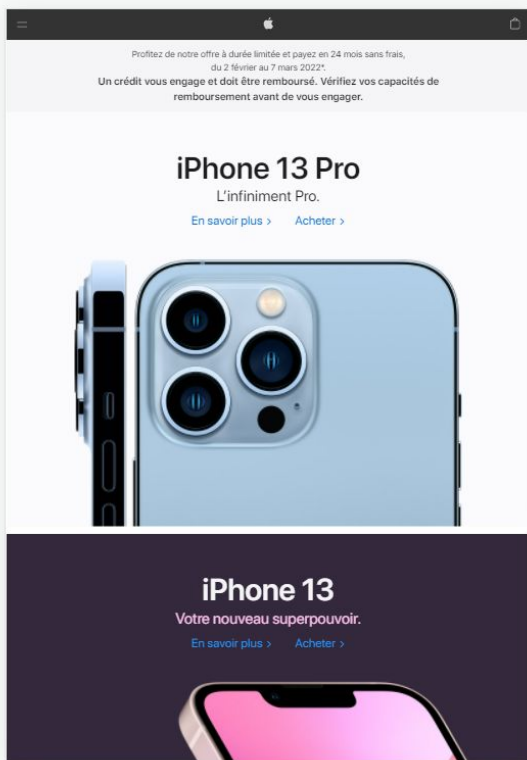 Profitez de notre offre à durée limitée et payez en 24 mois sans frais,
du 2 février au 7 mars 2022*.
Un crédit vous engage et doit être remboursé. Vérifiez vos capacités de
remboursement avant de vous engager.
iPhone 13 Pro
L’infiniment Pro.
En savoir plus > Acheter >
iPhone 13
Votre nouveau superpouvoir.
En savoir plus > Acheter >